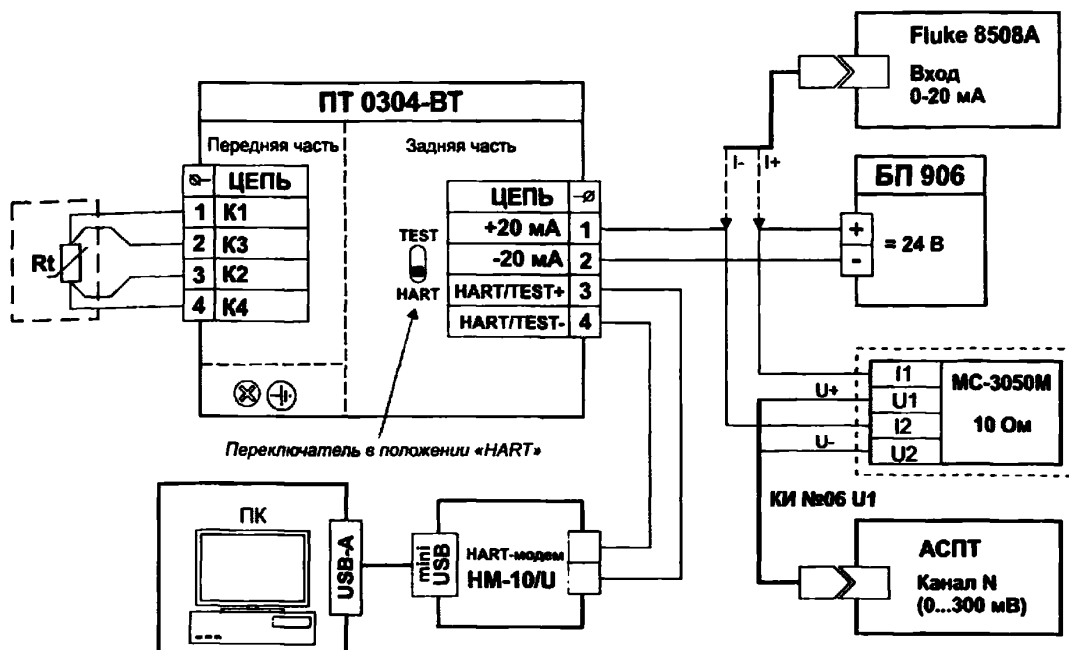 Fluke 8508A
Вход
0-20 мА
ПТ 0304-ВТ
Передняя часть
Задняя часть
I-
I+
ЦЕПЬ
1 К1
2 К3
3 К2
4 К4
Rt
TEST
HART
ЦЕПЬ
+20 мА 1
-20 мА 2
HART/TEST+ 3
HART/TEST- 4
БП 906
+
-
= 24 В
Переключатель в положении «HART»
U+
U-
I1
U1
I2
U2
МС-3050М
10 Ом
КИ №06 U1
ПК
USB-A
mini USB
HART-модем
НМ-10/U
АСПТ
Канал N
(0...300 мВ)